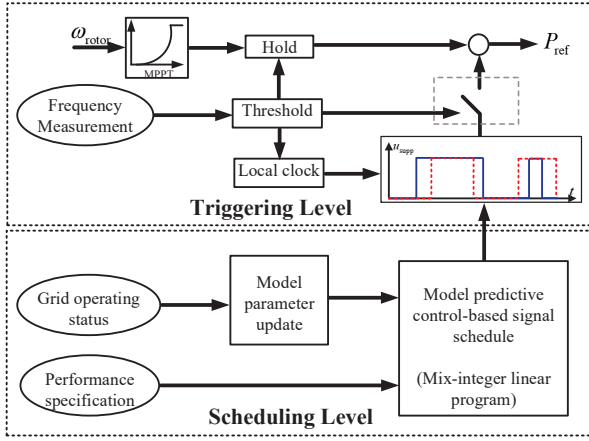 ω_rotor
MPPT
Hold
P_ref
Frequency
Measurement
Threshold
Local clock
u_supp
t
Triggering Level
Grid operating
status
Model
parameter
update
Model predictive
control-based signal
schedule
(Mix-integer linear
program)
Performance
specification
Scheduling Level